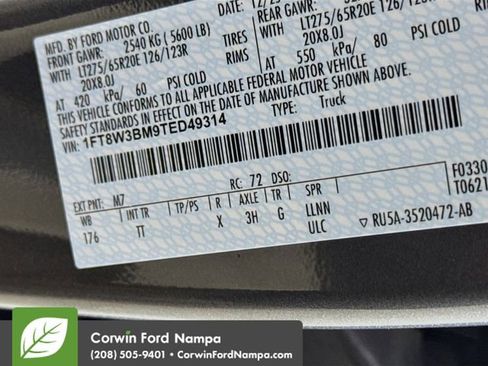 MFD. BY FORD MOTOR CO.
FRONT GAWR: 2540 KG ( 5600 LB)
WITH LT275/65R20E 126/123R TIRES
20X8.0J RIMS
AT 420 kPa/ 60 PSI COLD
REAR GAWR:
WITH LT275/65R20E 126/
20X8.0J
AT 550 kPa/ 80
THIS VEHICLE CONFORMS TO ALL APPLICABLE FEDERAL MOTOR VEHICLE
SAFETY STANDARDS IN EFFECT ON THE DATE OF MANUFACTURE SHOWN
VIN: 1FT8W3BM9TED49314
TYPE: Truck
F0330
T0621
EXT PNT: M7 RC: 72 DSO:
WB INT TR TP/PS R AXLE TR SPR
176 TT X 3H G LLNN
ULC
RU5A-3520472-AB
Corwin Ford Nampa
(208) 505-9401 • CorwinFordNampa.com